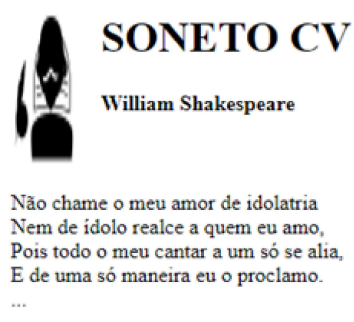 SONETO CV
William Shakespeare
Não chame o meu amor de idolatria
Nem de ídolo realce a quem eu amo,
Pois todo o meu cantar a um só se alia,
E de uma só maneira eu o proclamo.
...